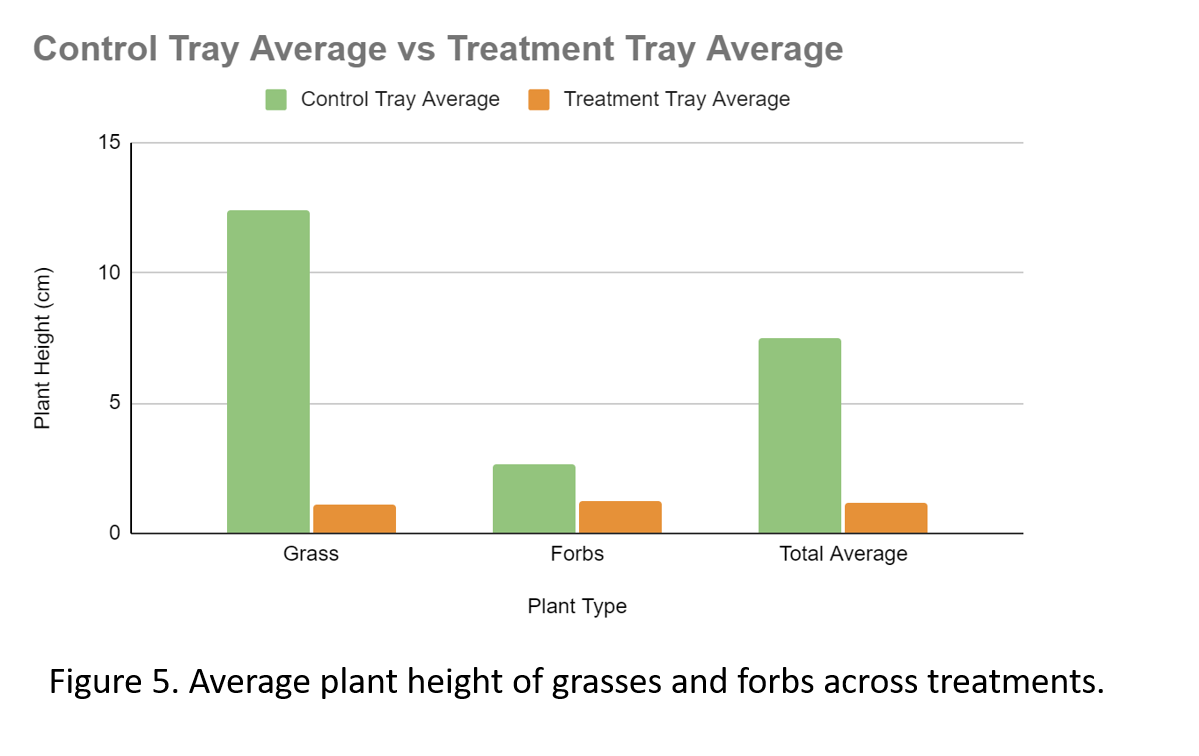 Control Tray Average vs Treatment Tray Average
Control Tray Average
Treatment Tray Average
15
10
5
0
Plant Height (cm)
Grass
Forbs
Total Average
Plant Type
Figure 5. Average plant height of grasses and forbs across treatments.